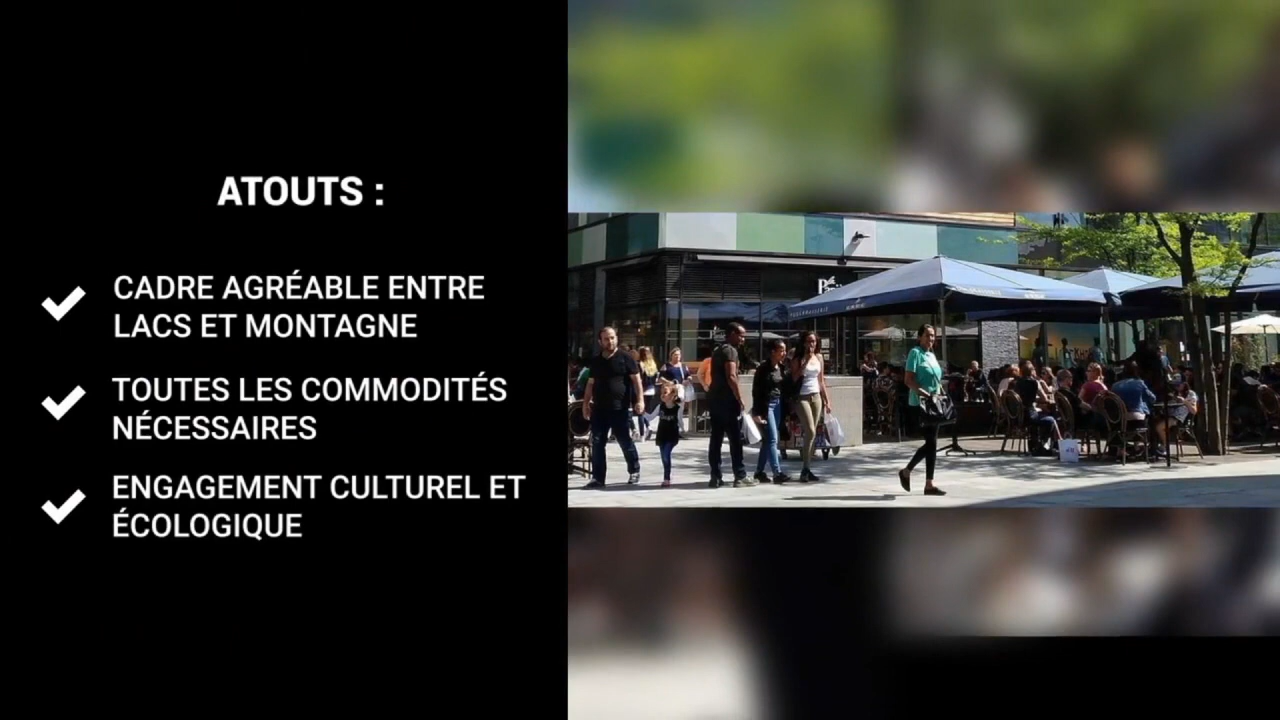 ATOUTS :
CADRE AGRÉABLE ENTRE
LACS ET MONTAGNE
TOUTES LES COMMODITÉS
NÉCESSAIRES
ENGAGEMENT CULTUREL ET
ÉCOLOGIQUE